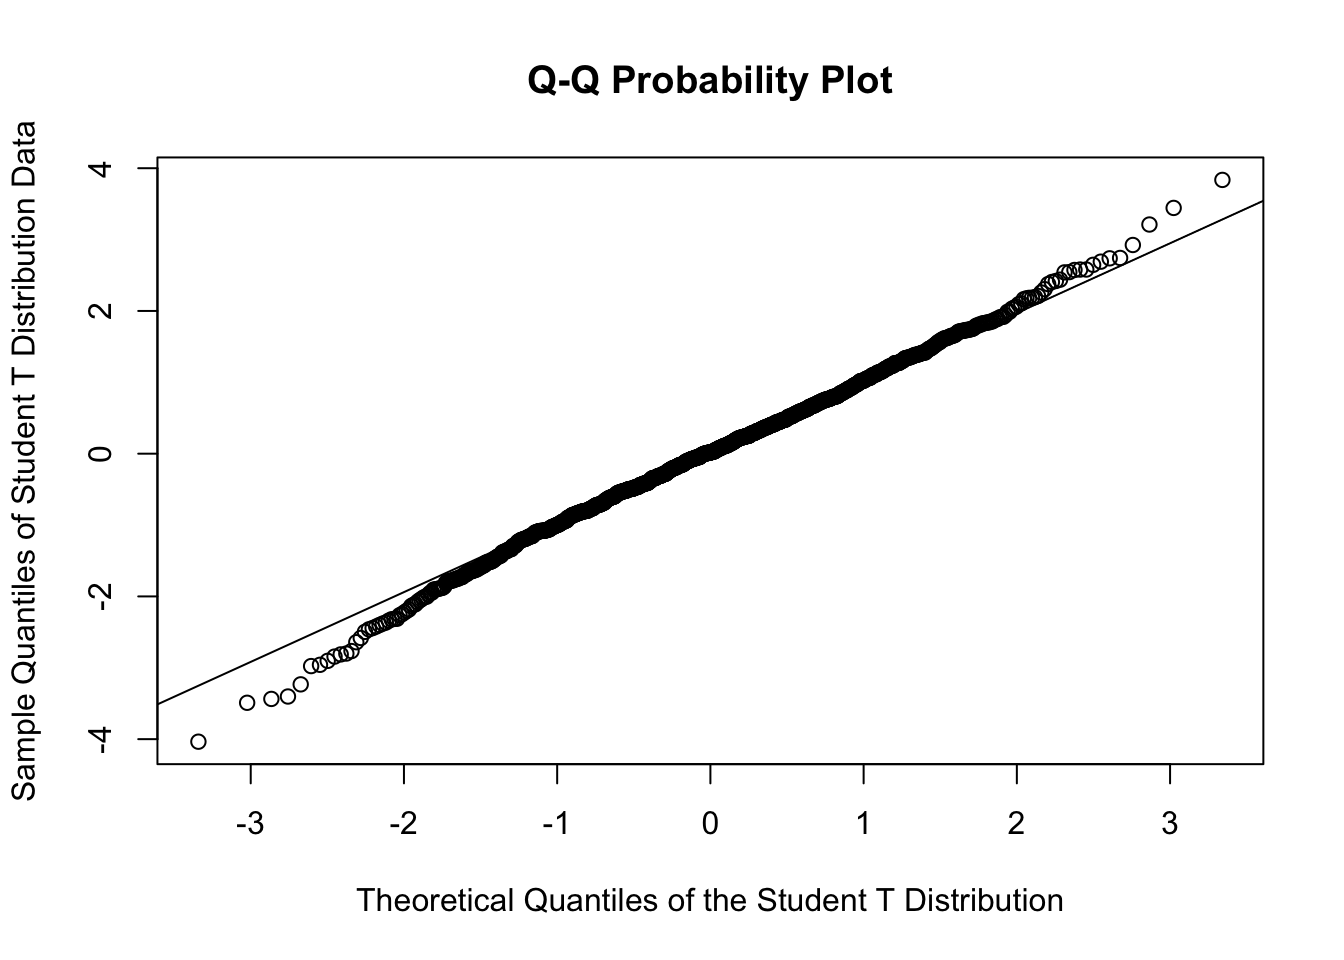 Q-Q Probability Plot
Sample Quantiles of Student T Distribution Data
4
2
0
-2
-4
-3 -2 -1 0 1 2 3
Theoretical Quantiles of the Student T Distribution